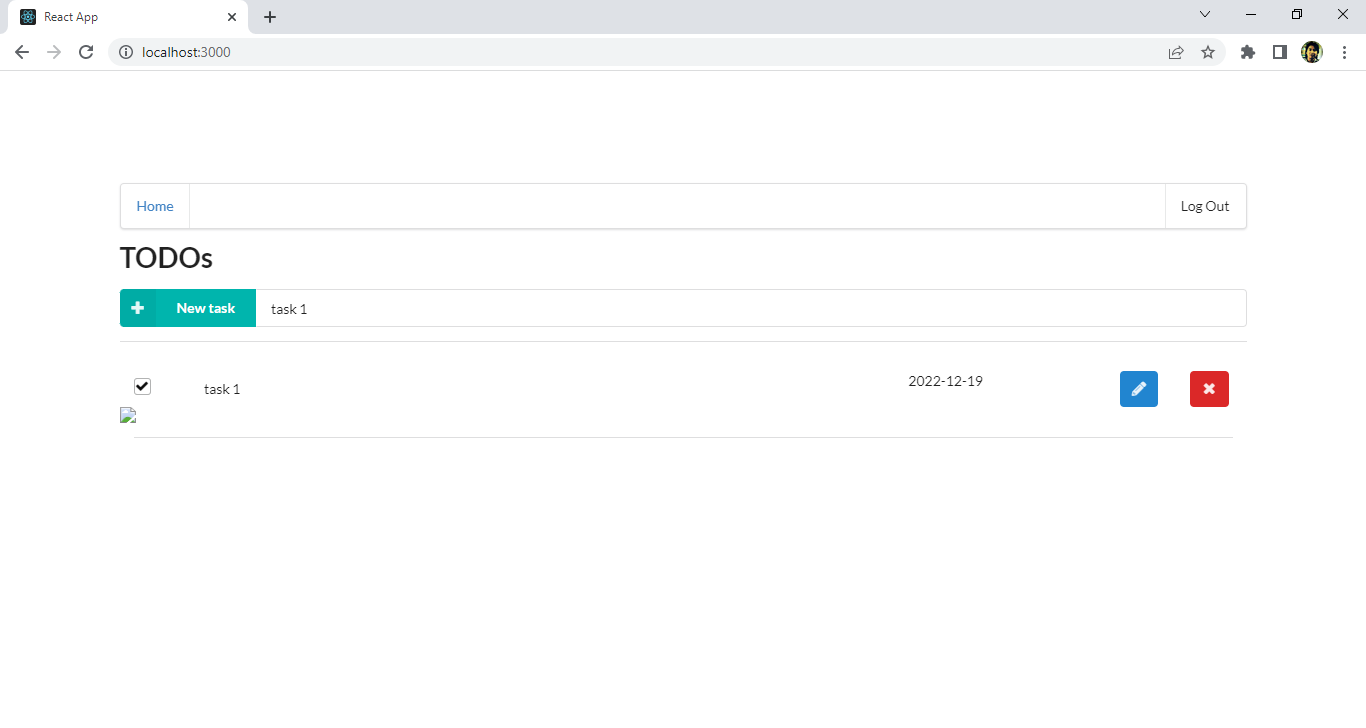 React App
localhost:3000
Home
Log Out
TODOs
New task
task 1
task 1
2022-12-19